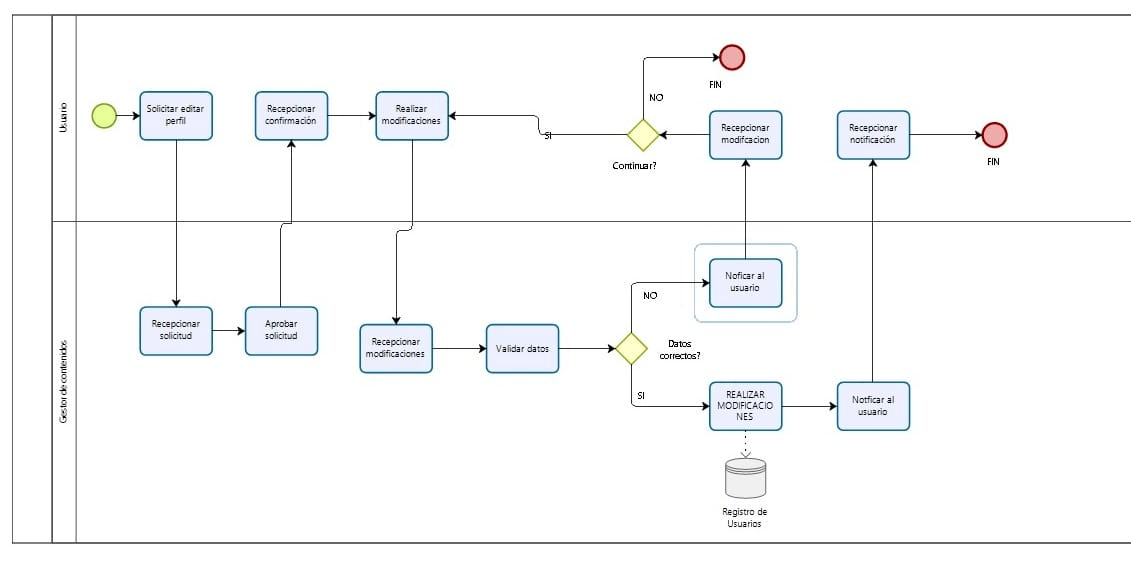 Usuario
Solicitar editar
perfil
Recepcionar
confirmación
Realizar
modificaciones
SI
Continuar?
NO
FIN
Recepcionar
modifcacion
Recepcionar
notificación
FIN
Gestor de contenidos
Recepcionar
solicitud
Aprobar
solicitud
Recepcionar
modificaciones
Validar datos
Datos
correctos?
NO
Noficar al
usuario
SI
REALIZAR
MODIFICACIO
NES
Notficar al
usuario
Registro de
Usuarios